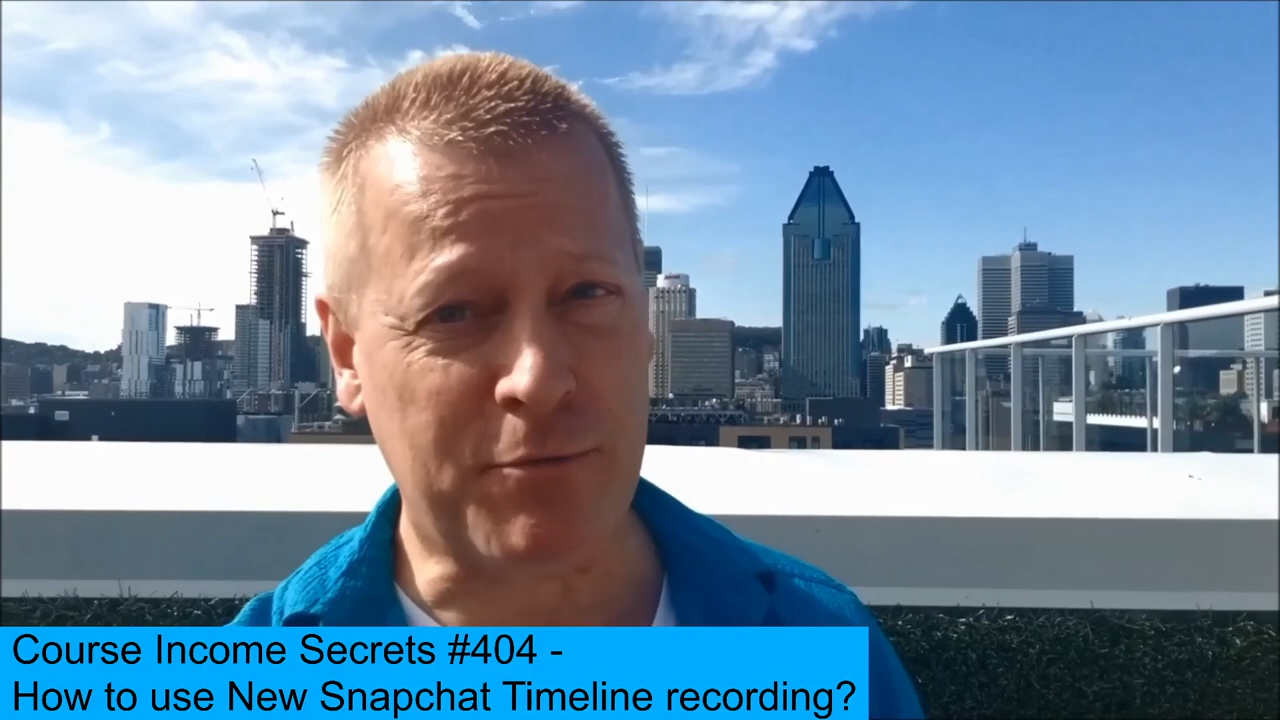 Course Income Secrets #404 -
How to use New Snapchat Timeline recording?